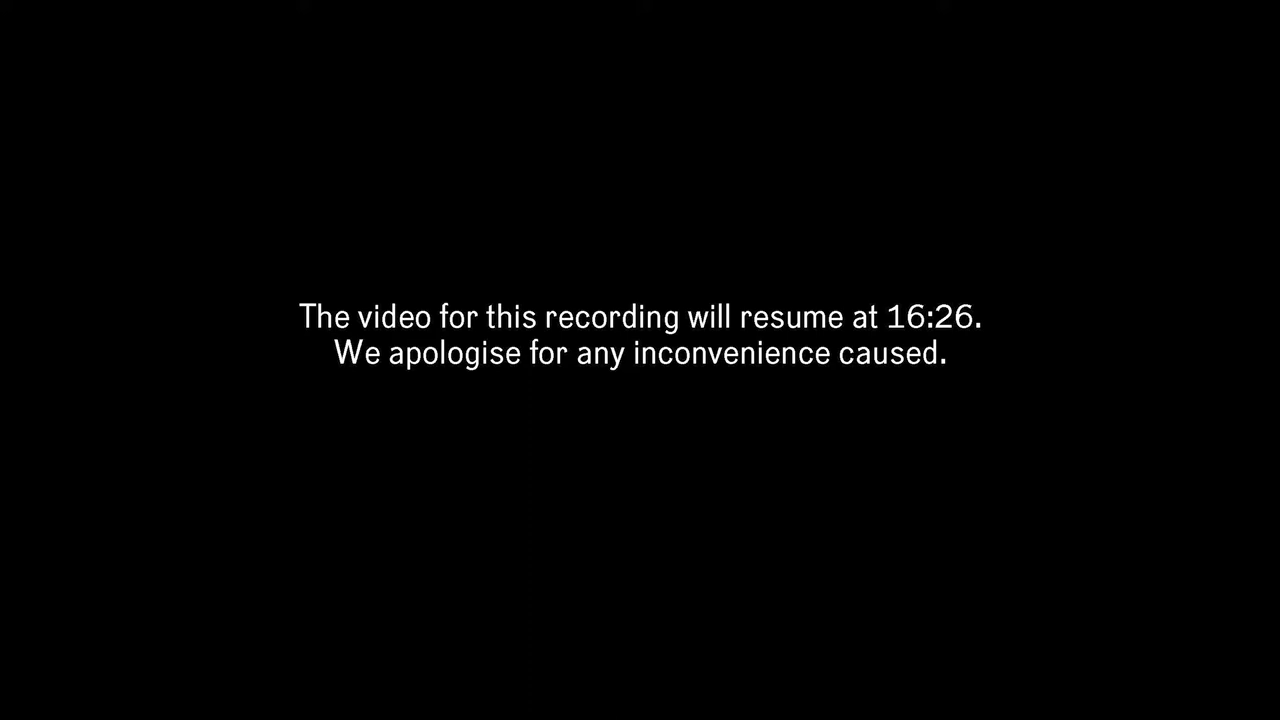 The video for this recording will resume at 16:26.
We apologise for any inconvenience caused.